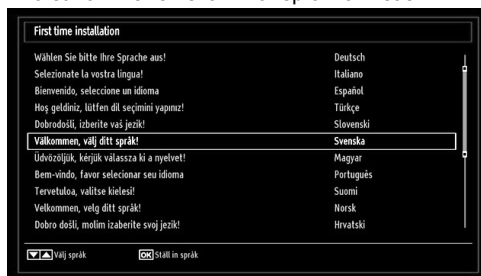 First time installation
Wählen Sie bitte Ihre Sprache aus! Deutsch
Selezionate la vostra lingua! Italiano
Bienvenido, seleccione un idioma Español
Hoş geldiniz, lütfen dil seçimini yapınız! Türkçe
Dobrodošli, izberite vaš jezik! Slovenski
Välkommen, välj ditt språk! Svenska
Üdvözöljük, kérjük válassza ki a nyelvet! Magyar
Bem-vindo, favor selecionar seu idioma Português
Tervetuloa, valitse kielesi! Suomi
Velkommen, velg ditt språk! Norsk
Dobro došli, molim izaberite svoj jezik! Hrvatski
Välj språk OK Ställ in språk